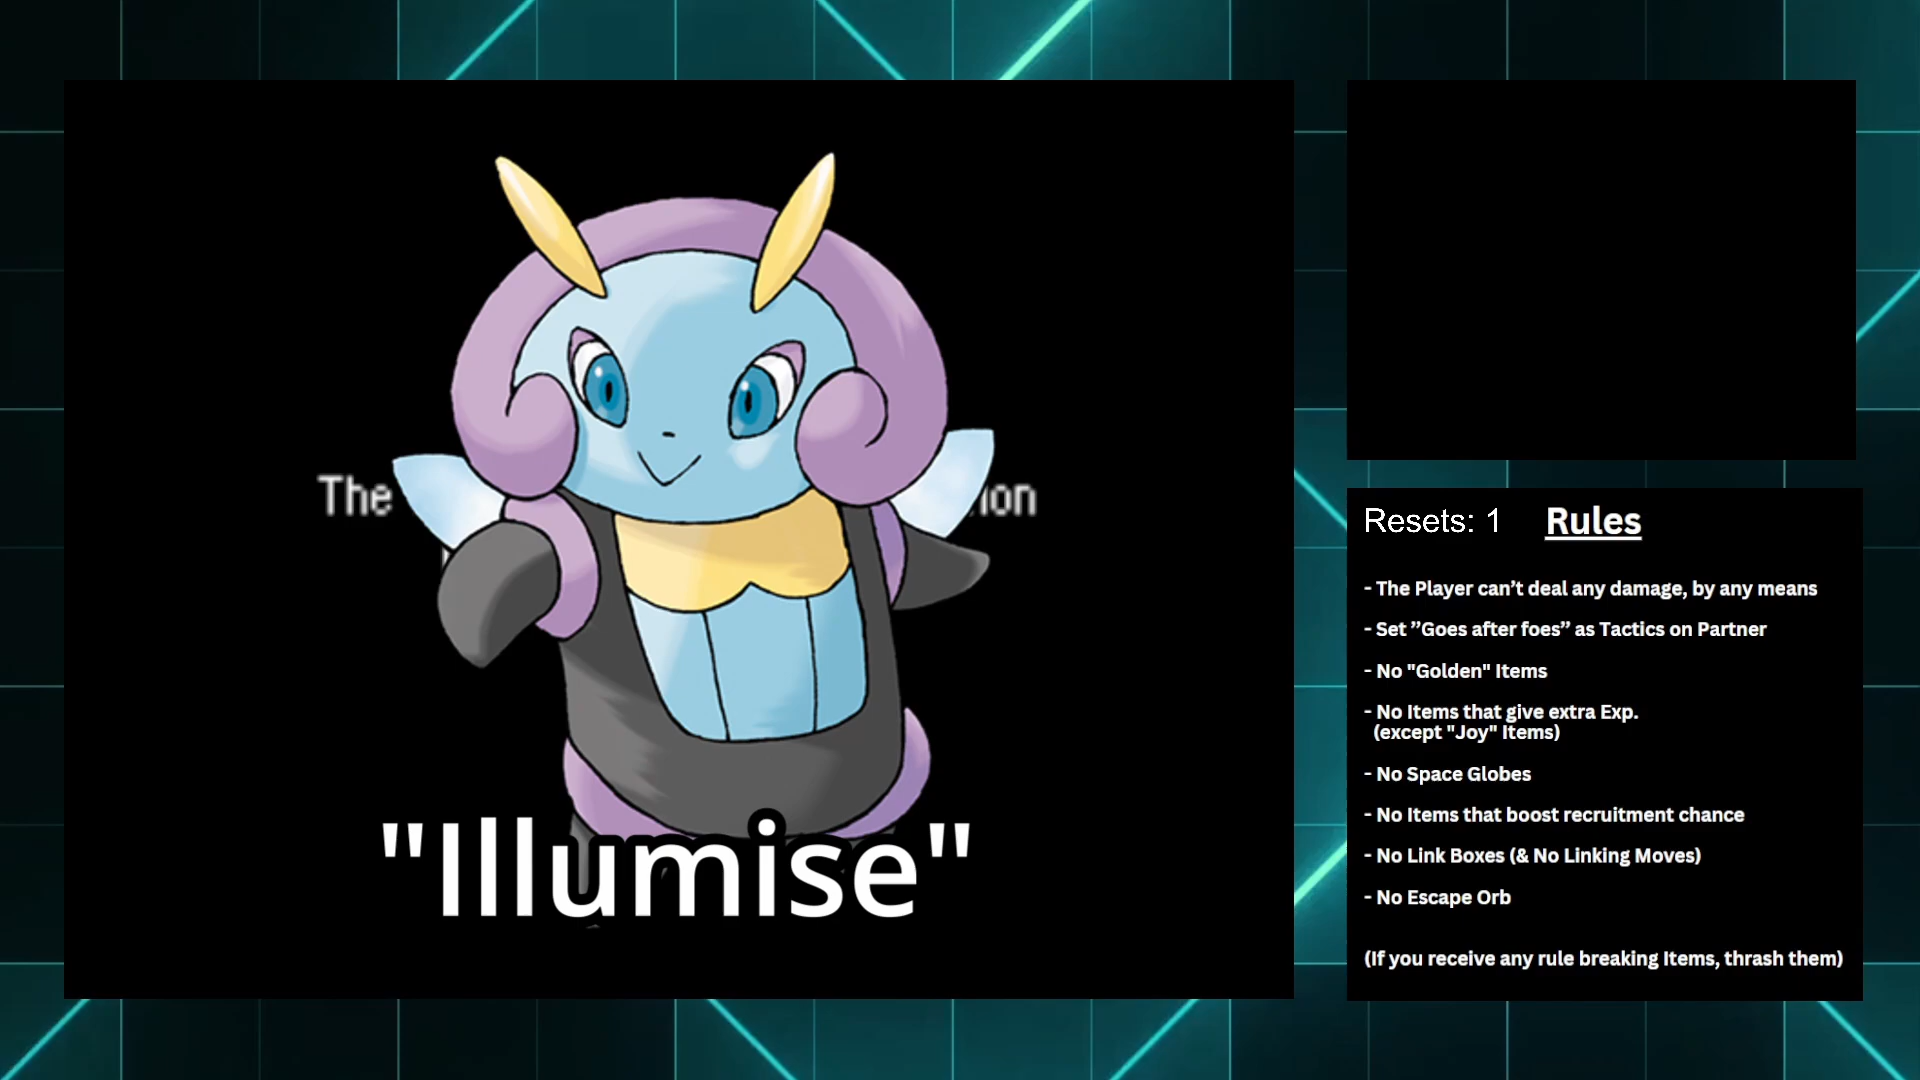 The
"Illumise"
Resets: 1 Rules
- The Player can’t deal any damage, by any means
- Set ”Goes after foes” as Tactics on Partner
- No "Golden" Items
- No Items that give extra Exp.
(except "Joy" Items)
- No Space Globes
- No Items that boost recruitment chance
- No Link Boxes (& No Linking Moves)
- No Escape Orb
(If you receive any rule breaking Items, thrash them)